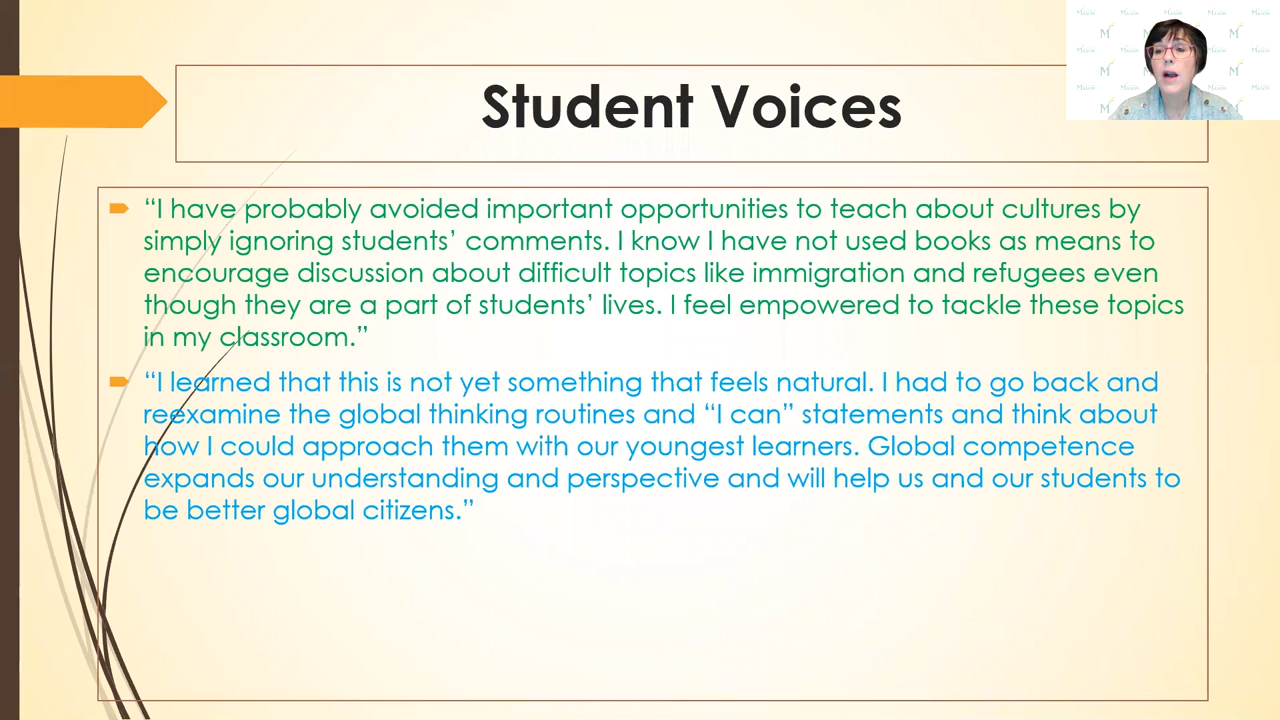 Student Voices
“I have probably avoided important opportunities to teach about cultures by
simply ignoring students’ comments. I know I have not used books as means to
encourage discussion about difficult topics like immigration and refugees even
though they are a part of students’ lives. I feel empowered to tackle these topics
in my classroom.”
“I learned that this is not yet something that feels natural. I had to go back and
reexamine the global thinking routines and “I can” statements and think about
how I could approach them with our youngest learners. Global competence
expands our understanding and perspective and will help us and our students to
be better global citizens.”